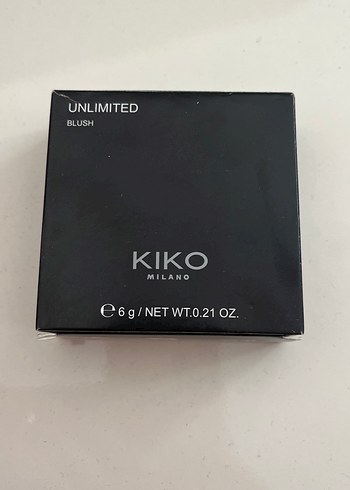 UNLIMITED
BLUSH
KIKO
MILANO
℮ 6 g / NET WT.0.21 OZ.